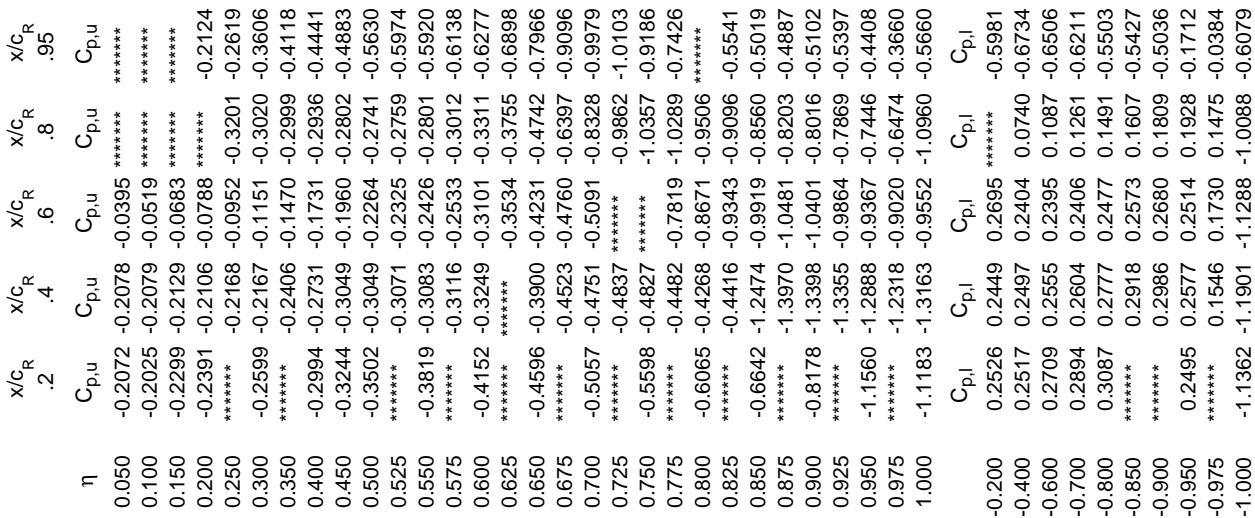 x/c_R x/c_R x/c_R x/c_R x/c_R
.2 .4 .6 .8 .95
η C_p,u C_p,u C_p,u C_p,u C_p,u
0.050 -0.2072 -0.2078 -0.0395 ******** ********
0.100 -0.2025 -0.2079 -0.0519 ******** ********
0.150 -0.2299 -0.2129 -0.0683 ******** ********
0.200 -0.2391 -0.2106 -0.0788 ******** -0.2124
0.250 ******** -0.2168 -0.0952 -0.3201 -0.2619
0.300 -0.2599 -0.2167 -0.1151 -0.3020 -0.3606
0.350 ******** -0.2406 -0.1470 -0.2999 -0.4118
0.400 -0.2994 -0.2731 -0.1731 -0.2936 -0.4441
0.450 -0.3244 -0.3049 -0.1960 -0.2802 -0.4883
0.500 -0.3502 -0.3049 -0.2264 -0.2741 -0.5630
0.525 ******** -0.3071 -0.2325 -0.2759 -0.5974
0.550 -0.3819 -0.3083 -0.2426 -0.2801 -0.5920
0.575 ******** -0.3116 -0.2533 -0.3012 -0.6138
0.600 -0.4152 -0.3249 -0.3101 -0.3311 -0.6277
0.625 ******** ******** -0.3534 -0.3755 -0.6898
0.650 -0.4596 -0.3900 -0.4231 -0.4742 -0.7966
0.675 ******** -0.4523 -0.4760 -0.6397 -0.9096
0.700 -0.5057 -0.4751 -0.5091 -0.8328 -0.9979
0.725 ******** -0.4837 ******** -0.9862 -1.0103
0.750 -0.5598 -0.4827 ******** -1.0357 -0.9186
0.775 ******** -0.4482 -0.7819 -1.0289 -0.7426
0.800 -0.6065 -0.4268 -0.8671 -0.9506 ********
0.825 ******** -0.4416 -0.9343 -0.9096 -0.5541
0.850 -0.6642 -1.2474 -0.9919 -0.8560 -0.5019
0.875 ******** -1.3970 -1.0481 -0.8203 -0.4887
0.900 -0.8178 -1.3398 -1.0401 -0.8016 -0.5102
0.925 ******** -1.3355 -0.9864 -0.7869 -0.5397
0.950 -1.1560 -1.2888 -0.9367 -0.7446 -0.4408
0.975 ******** -1.2318 -0.9020 -0.6474 -0.3660
1.000 -1.1183 -1.3163 -0.9552 -1.0960 -0.5660
C_p,l C_p,l C_p,l C_p,l C_p,l
-0.200 0.2526 0.2449 0.2695 ******** -0.5981
-0.400 0.2517 0.2497 0.2404 0.0740 -0.6734
-0.600 0.2709 0.2555 0.2395 0.1087 -0.6506
-0.700 0.2894 0.2604 0.2406 0.1261 -0.6211
-0.800 0.3087 0.2777 0.2477 0.1491 -0.5503
-0.850 ******** 0.2918 0.2573 0.1607 -0.5427
-0.900 ******** 0.2986 0.2680 0.1809 -0.5036
-0.950 0.2495 0.2577 0.2514 0.1928 -0.1712
-0.975 ******** 0.1546 0.1730 0.1475 -0.0384
-1.000 -1.1362 -1.1901 -1.1288 -1.0088 -0.6079